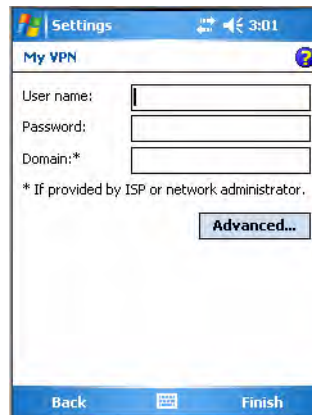 Settings 3:01
My VPN
User name:
Password:
Domain:*
* If provided by ISP or network administrator.
Advanced...
Back Finish